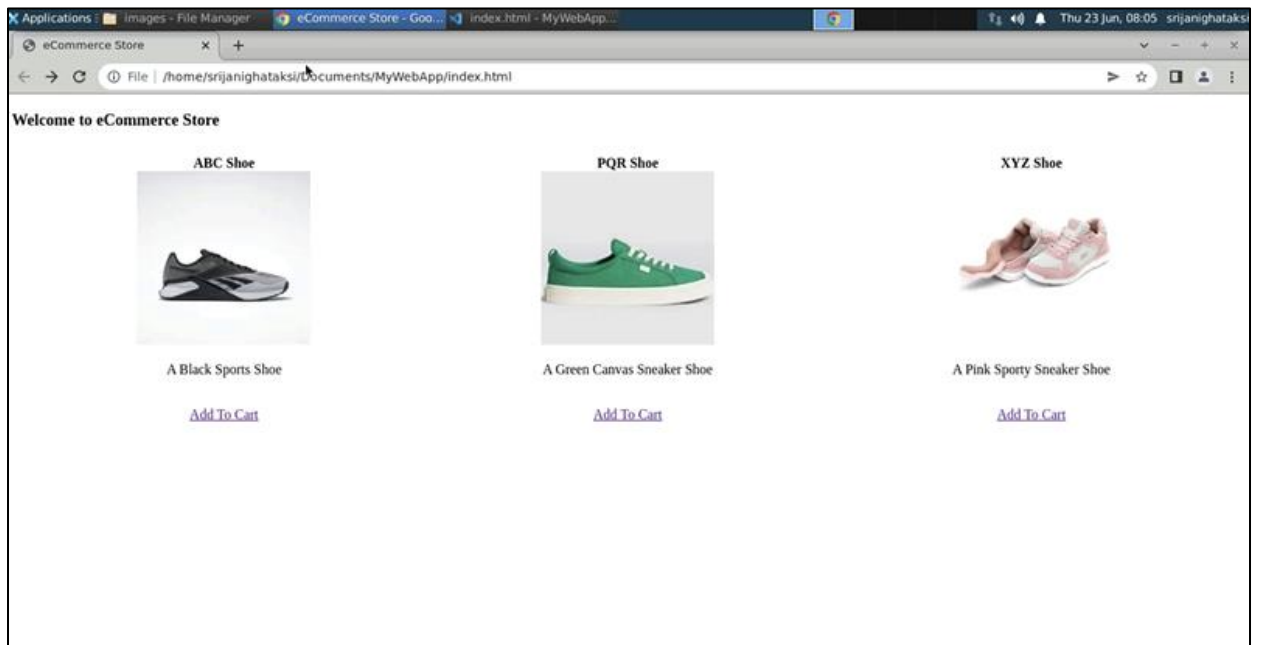 Applications : images - File Manager eCommerce Store - Goo... index.html - MyWebApp... Thu 23 Jun, 08:05 srijanighataksi
eCommerce Store × +
File | /home/srijanighataksi/Documents/MyWebApp/index.html
Welcome to eCommerce Store
ABC Shoe PQR Shoe XYZ Shoe
A Black Sports Shoe A Green Canvas Sneaker Shoe A Pink Sporty Sneaker Shoe
Add To Cart Add To Cart Add To Cart